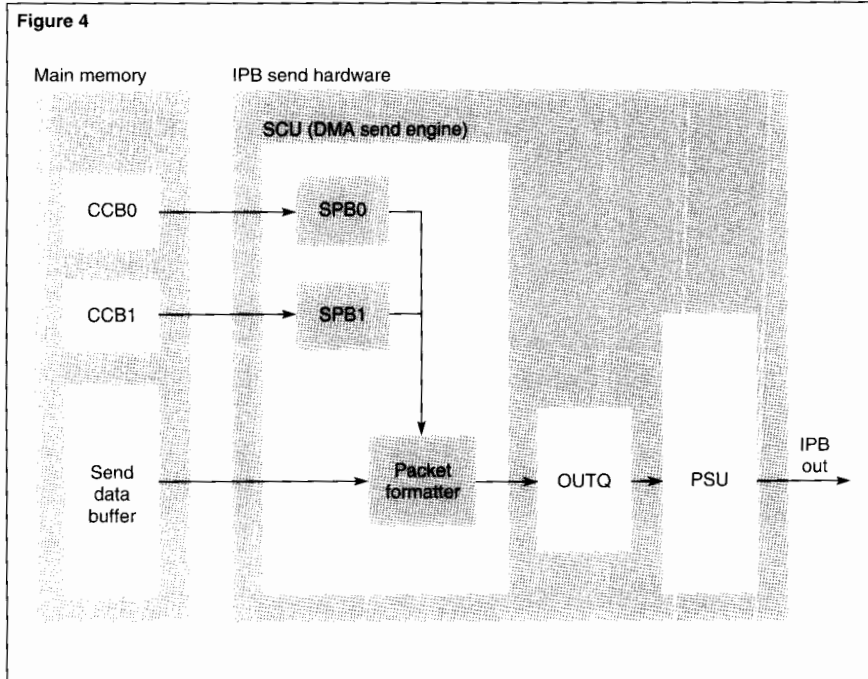 Figure 4
Main memory
IPB send hardware
SCU (DMA send engine)
CCB0
SPB0
CCB1
SPB1
Send
data
buffer
Packet
formatter
OUTQ
PSU
IPB
out